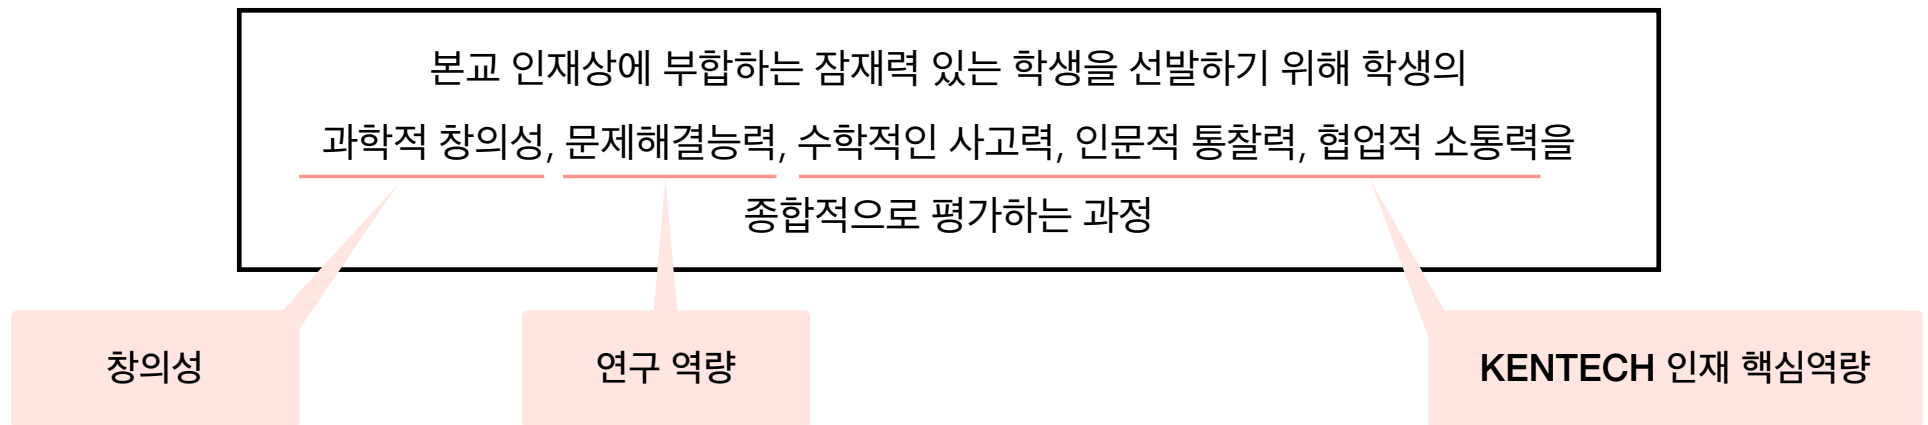 본교 인재상에 부합하는 잠재력 있는 학생을 선발하기 위해 학생의
과학적 창의성, 문제해결능력, 수학적인 사고력, 인문적 통찰력, 협업적 소통력을
종합적으로 평가하는 과정
창의성
연구 역량
KENTECH 인재 핵심역량